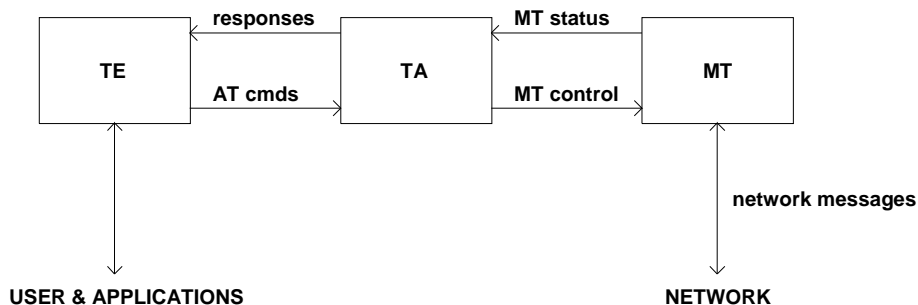 responses
MT status
TE
TA
MT
AT cmds
MT control
network messages
USER & APPLICATIONS
NETWORK